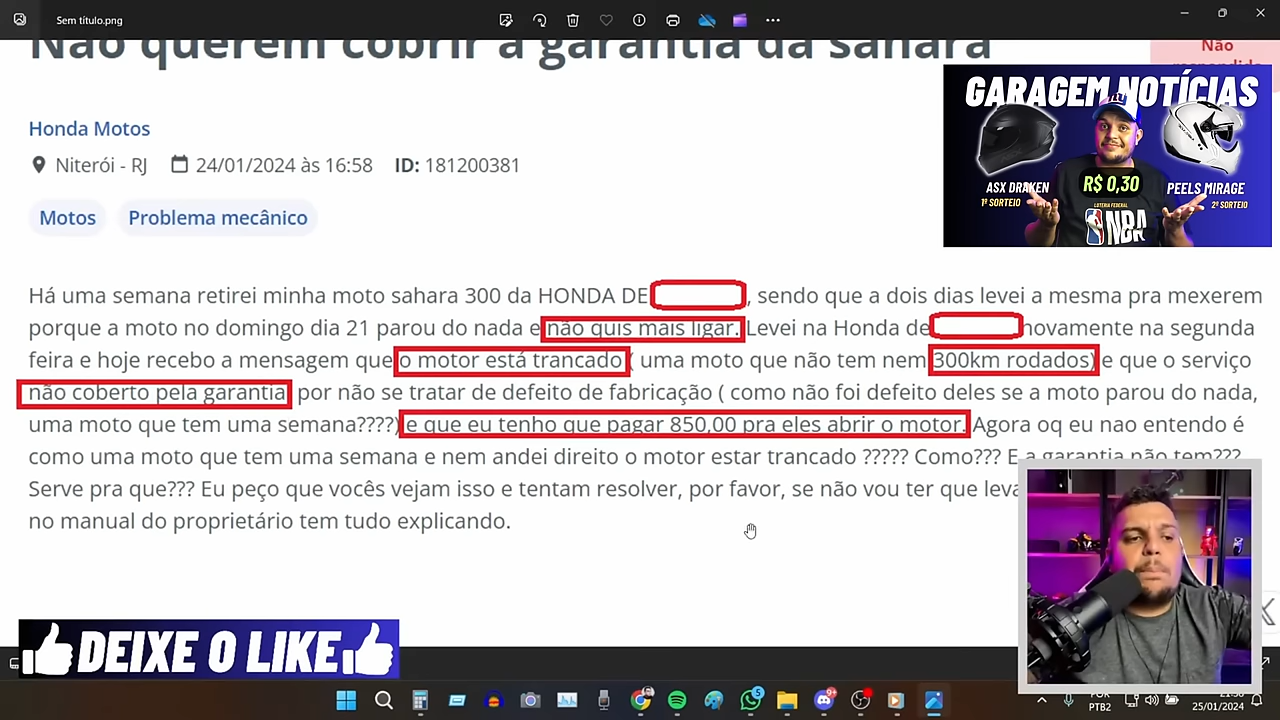 Sem título.png
Não querem cobrir a garantia da sahara
Não
respondida
GARAGEM NOTÍCIAS
ASX DRAKEN
1º SORTEIO
R$ 0,30
LOTERIA FEDERAL
NBA
PEELS MIRAGE
2º SORTEIO
Honda Motos
Niterói - RJ 24/01/2024 às 16:58 ID: 181200381
Motos Problema mecânico
Há uma semana retirei minha moto sahara 300 da HONDA DE , sendo que a dois dias levei a mesma pra mexerem
porque a moto no domingo dia 21 parou do nada e não quis mais ligar. Levei na Honda de novamente na segunda
feira e hoje recebo a mensagem que o motor está trancado ( uma moto que não tem nem 300km rodados) e que o serviço
não coberto pela garantia por não se tratar de defeito de fabricação ( como não foi defeito deles se a moto parou do nada,
uma moto que tem uma semana????) e que eu tenho que pagar 850,00 pra eles abrir o motor. Agora oq eu nao entendo é
como uma moto que tem uma semana e nem andei direito o motor estar trancado ????? Como??? E a garantia não tem???
Serve pra que??? Eu peço que vocês vejam isso e tentam resolver, por favor, se não vou ter que
no manual do proprietário tem tudo explicando.
DEIXE O LIKE
5
9+
POR
PTB2
21:50
25/01/2024